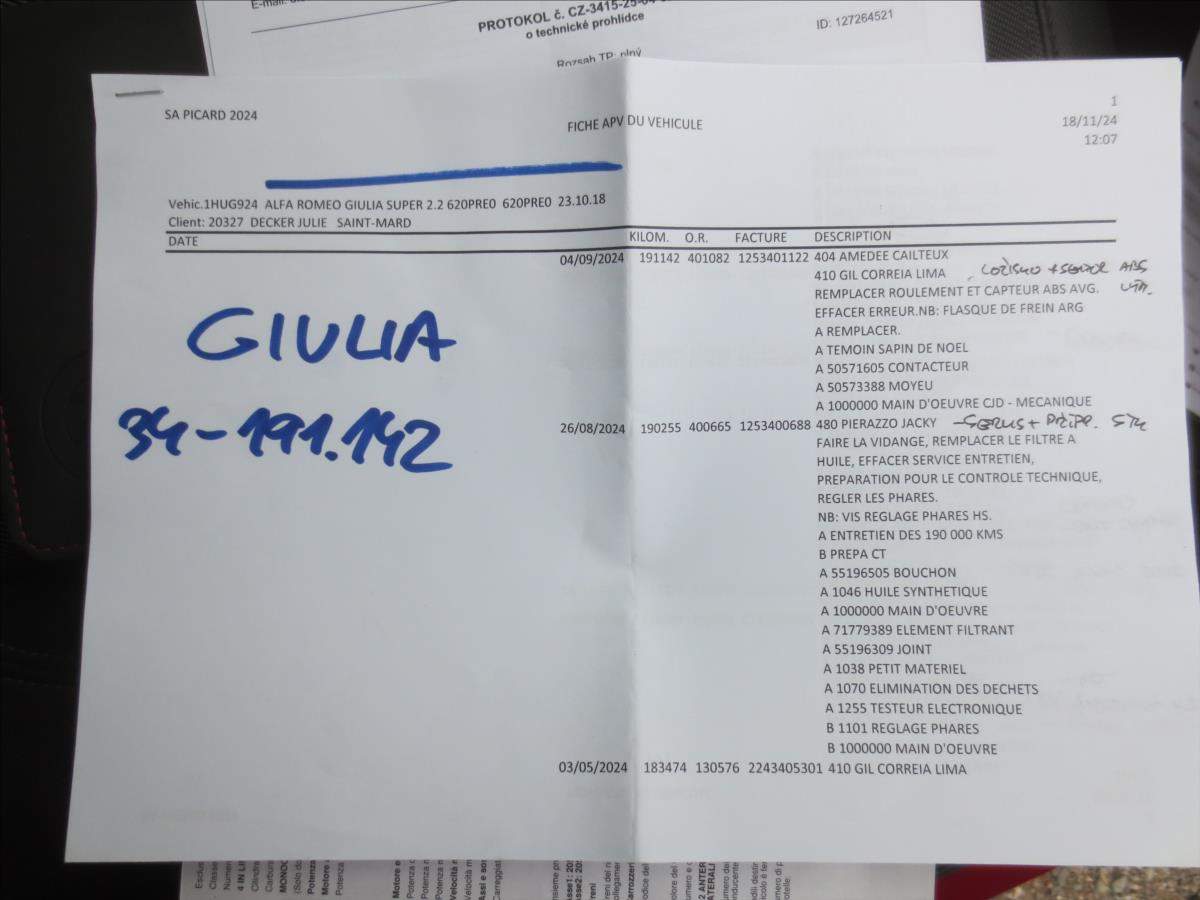 E-mail:
PROTOKOL č. CZ-3415-25-04
o technické prohlídce
ID: 127264521
Rozsah TP: plný
SA PICARD 2024
FICHE APV DU VEHICULE
1
18/11/24
12:07
Vehic.1HUG924 ALFA ROMEO GIULIA SUPER 2.2 620PRE0 620PRE0 23.10.18
Client: 20327 DECKER JULIE SAINT-MARD
DATE KILOM. O.R. FACTURE DESCRIPTION
04/09/2024 191142 401082 1253401122 404 AMEDEE CAILTEUX
410 GIL CORREIA LIMA
REMPLACER ROULEMENT ET CAPTEUR ABS AVG.
EFFACER ERREUR.NB: FLASQUE DE FREIN ARG
A REMPLACER.
A TEMOIN SAPIN DE NOEL
A 50571605 CONTACTEUR
A 50573388 MOYEU
A 1000000 MAIN D'OEUVRE CJD - MECANIQUE
26/08/2024 190255 400665 1253400688 480 PIERAZZO JACKY
FAIRE LA VIDANGE, REMPLACER LE FILTRE A
HUILE, EFFACER SERVICE ENTRETIEN,
PREPARATION POUR LE CONTROLE TECHNIQUE,
REGLER LES PHARES.
NB: VIS REGLAGE PHARES HS.
A ENTRETIEN DES 190 000 KMS
B PREPA CT
A 55196505 BOUCHON
A 1046 HUILE SYNTHETIQUE
A 1000000 MAIN D'OEUVRE
A 71779389 ELEMENT FILTRANT
A 55196309 JOINT
A 1038 PETIT MATERIEL
A 1070 ELIMINATION DES DECHETS
A 1255 TESTEUR ELECTRONIQUE
B 1101 REGLAGE PHARES
B 1000000 MAIN D'OEUVRE
03/05/2024 183474 130576 2243405301 410 GIL CORREIA LIMA
GIULIA
34-191.142